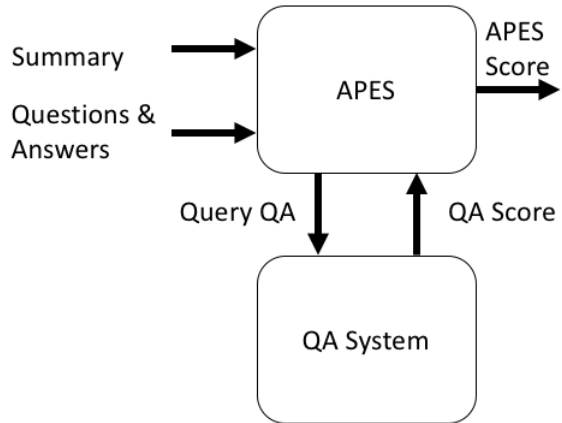 Summary
Questions &
Answers
APES
APES
Score
Query QA
QA Score
QA System